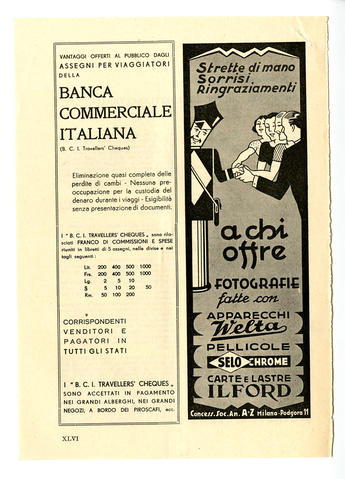 VANTAGGI OFFERTI AL PUBBLICO DAGLI
ASSEGNI PER VIAGGIATORI
DELLA
BANCA
COMMERCIALE
ITALIANA
(B. C. I. Travellers' Cheques)
Eliminazione quasi completa delle
perdite di cambi - Nessuna pre-
occupazione per la custodia del
denaro durante i viaggi - Esigibilità
senza presentazione di documenti.
I " B. C. I. TRAVELLERS' CHEQUES „ sono rila-
sciati FRANCO DI COMMISSIONI E SPESE
riuniti in libretti di 5 assegni, nelle divise e nei
tagli seguenti :
Lit. 200 400 500 1000
Frs. 200 400 500 1000
Lg. 2 5 10
$ 5 10 20 50
Rm. 50 100 200
CORRISPONDENTI
VENDITORI E
PAGATORI IN
TUTTI GLI STATI
I " B. C. I. TRAVELLERS' CHEQUES „
SONO ACCETTATI IN PAGAMENTO
NEI GRANDI ALBERGHI, NEI GRANDI
NEGOZI, A BORDO DEI PIROSCAFI, ecc.
XLVI
Strette di mano
Sorrisi
Ringraziamenti
a chi
offre
FOTOGRAFIE
fatte con
APPARECCHI
Welta
PELLICOLE
SELOCHROME
CARTE E LASTRE
ILFORD
Concess. Soc. An. A-Z Milano - Podgora 11